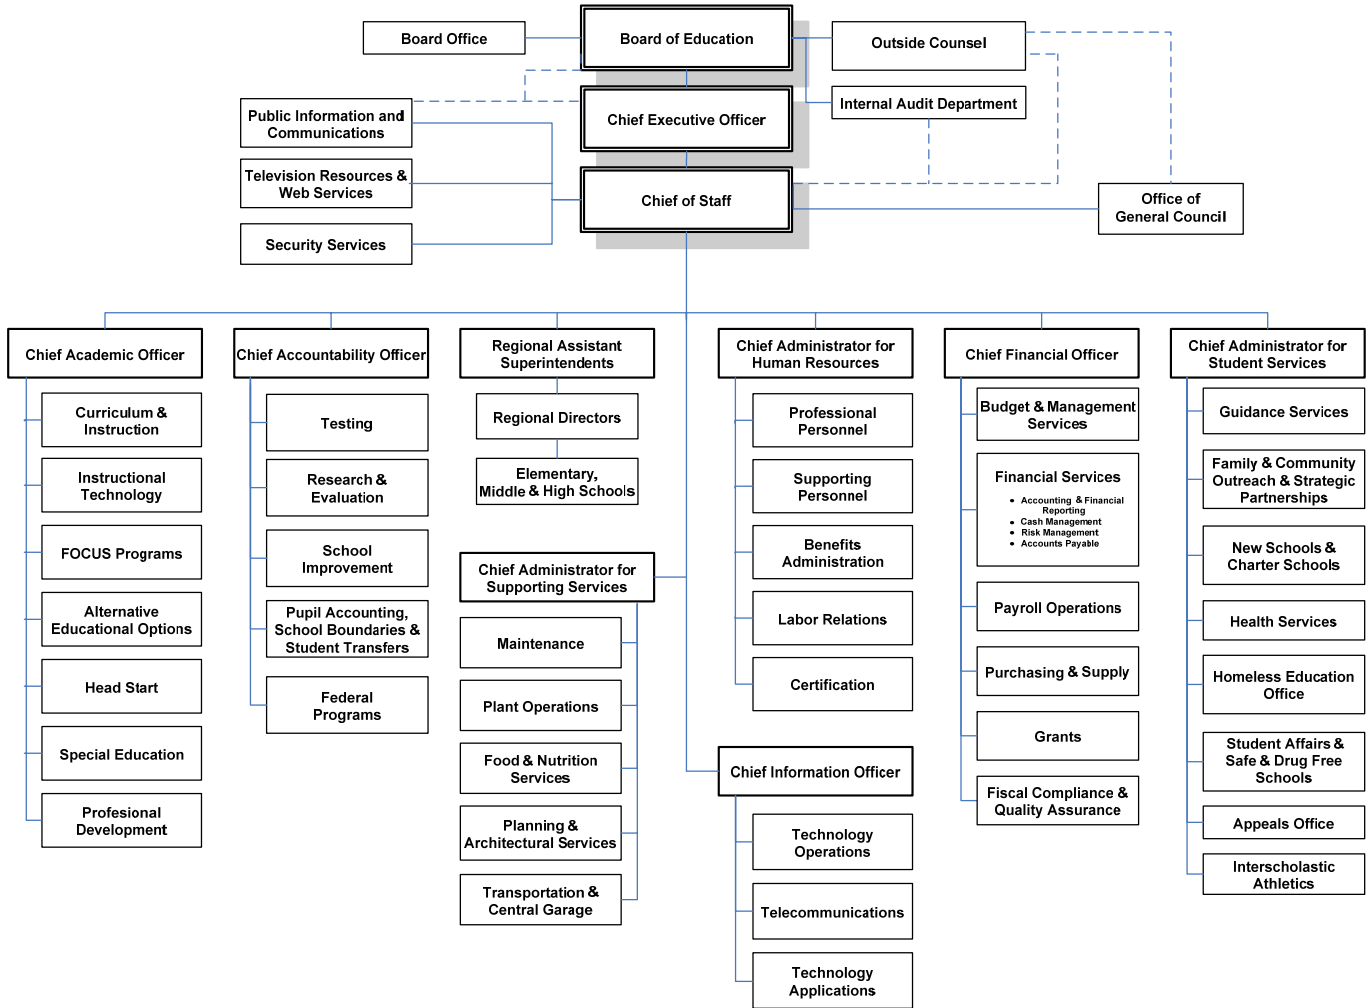 Board Office
Board of Education
Outside Counsel
Public Information and
Communications
Chief Executive Officer
Internal Audit Department
Television Resources &
Web Services
Chief of Staff
Office of
General Council
Security Services
Chief Academic Officer
Curriculum &
Instruction
Instructional
Technology
FOCUS Programs
Alternative
Educational Options
Head Start
Special Education
Profesional
Development
Chief Accountability Officer
Testing
Research &
Evaluation
School
Improvement
Pupil Accounting,
School Boundaries &
Student Transfers
Federal
Programs
Regional Assistant
Superintendents
Regional Directors
Elementary,
Middle & High Schools
Chief Administrator for
Supporting Services
Maintenance
Plant Operations
Food & Nutrition
Services
Planning &
Architectural Services
Transportation &
Central Garage
Chief Administrator for
Human Resources
Professional
Personnel
Supporting
Personnel
Benefits
Administration
Labor Relations
Certification
Chief Information Officer
Technology
Operations
Telecommunications
Technology
Applications
Chief Financial Officer
Budget & Management
Services
Financial Services
• Accounting & Financial
Reporting
• Cash Management
• Risk Management
• Accounts Payable
Payroll Operations
Purchasing & Supply
Grants
Fiscal Compliance &
Quality Assurance
Chief Administrator for
Student Services
Guidance Services
Family & Community
Outreach & Strategic
Partnerships
New Schools &
Charter Schools
Health Services
Homeless Education
Office
Student Affairs &
Safe & Drug Free
Schools
Appeals Office
Interscholastic
Athletics